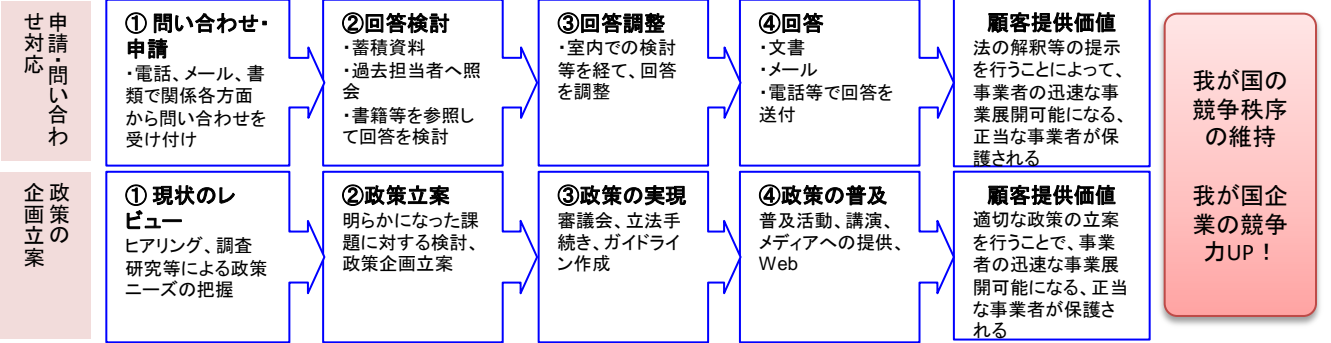 申請・問い合わ
せ対応
① 問い合わせ・
申請
・電話、メール、書
類で関係各方面
から問い合わせを
受け付け
②回答検討
・蓄積資料
・過去担当者へ照
会
・書籍等を参照し
て回答を検討
③回答調整
・室内での検討
等を経て、回答
を調整
④回答
・文書
・メール
・電話等で回答を
送付
顧客提供価値
法の解釈等の提示
を行うことによって、
事業者の迅速な事
業展開可能になる、
正当な事業者が保
護される
政策の
企画立案
① 現状のレ
ビュー
ヒアリング、調査
研究等による政策
ニーズの把握
②政策立案
明らかになった課
題に対する検討、
政策企画立案
③政策の実現
審議会、立法手
続き、ガイドライ
ン作成
④政策の普及
普及活動、講演、
メディアへの提供、
Web
顧客提供価値
適切な政策の立案
を行うことで、事業
者の迅速な事業展
開可能になる、正当
な事業者が保護さ
れる
我が国の
競争秩序
の維持
我が国企
業の競争
力UP！